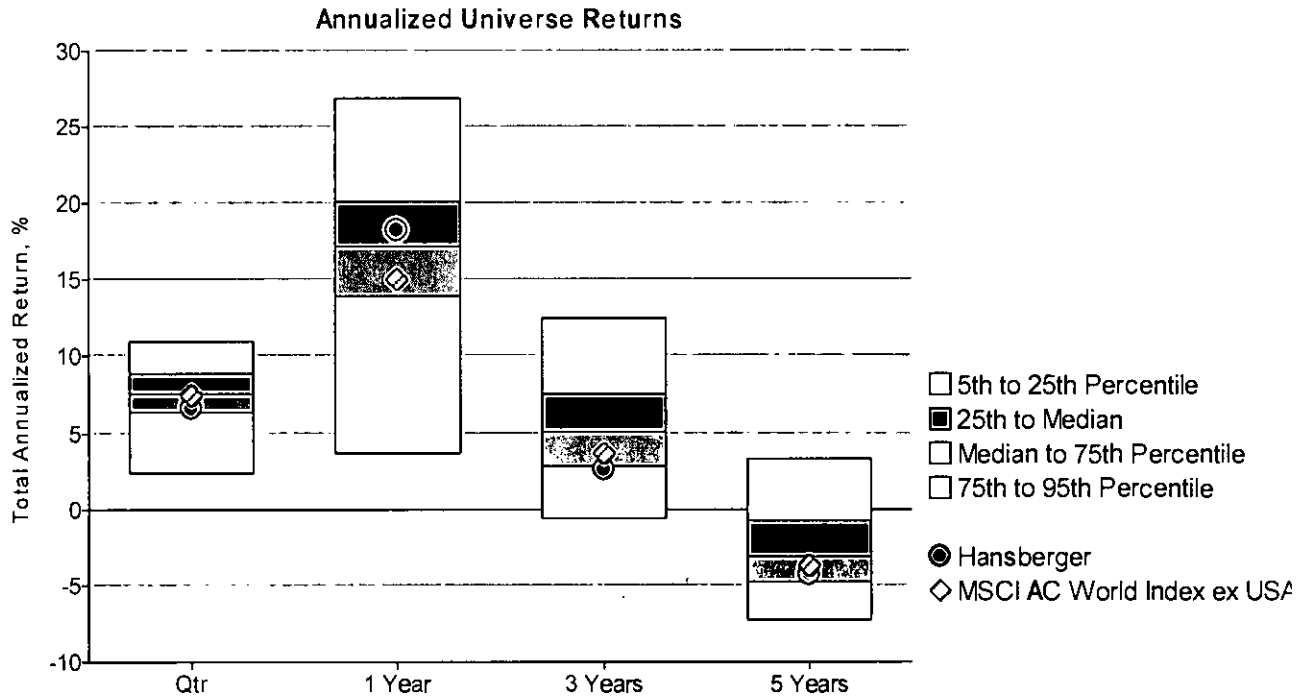 Annualized Universe Returns
Total Annualized Return, %
30
25
20
15
10
5
0
-5
-10
Qtr
1 Year
3 Years
5 Years
5th to 25th Percentile
25th to Median
Median to 75th Percentile
75th to 95th Percentile
Hansberger
MSCI AC World Index ex USA